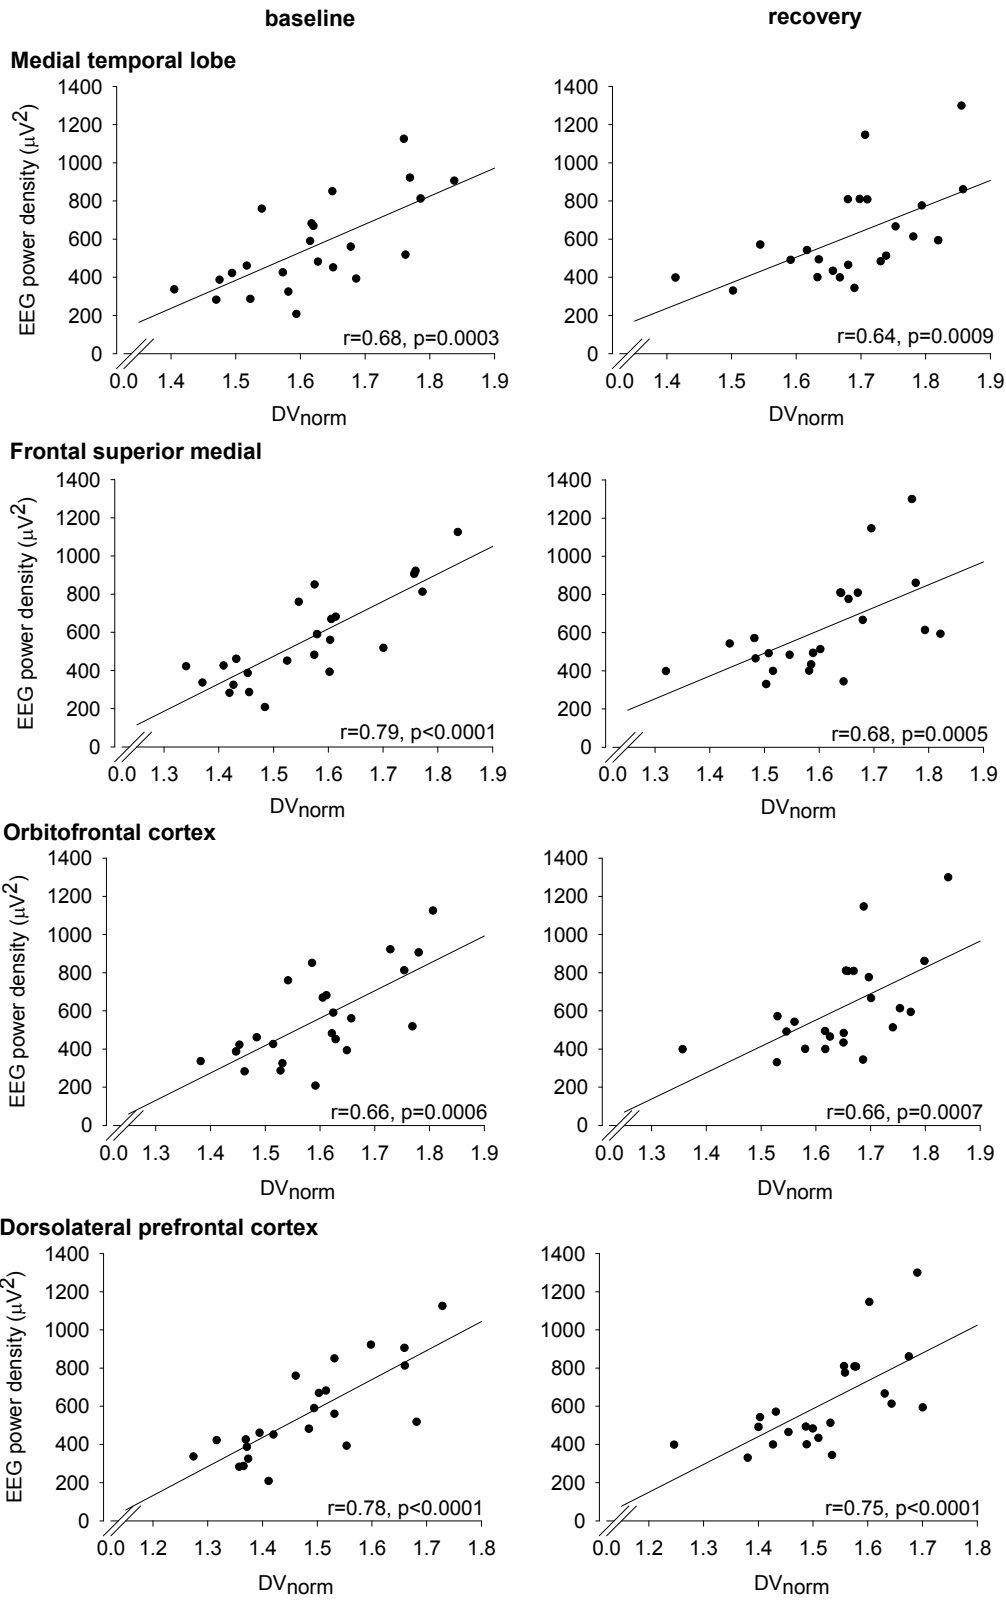 baseline recovery
Medial temporal lobe
1400 1400
1200 1200
1000 1000
800 800
600 600
400 400
200 200
0 0
EEG power density (µV2)
r=0.68, p=0.0003 r=0.64, p=0.0009
0.0 1.4 1.5 1.6 1.7 1.8 1.9 0.0 1.4 1.5 1.6 1.7 1.8 1.9
DVnorm DVnorm
Frontal superior medial
1400 1400
1200 1200
1000 1000
800 800
600 600
400 400
200 200
0 0
EEG power density (µV2)
r=0.79, p<0.0001 r=0.68, p=0.0005
0.0 1.3 1.4 1.5 1.6 1.7 1.8 1.9 0.0 1.3 1.4 1.5 1.6 1.7 1.8 1.9
DVnorm DVnorm
Orbitofrontal cortex
1400 1400
1200 1200
1000 1000
800 800
600 600
400 400
200 200
0 0
EEG power density (µV2)
r=0.66, p=0.0006 r=0.66, p=0.0007
0.0 1.3 1.4 1.5 1.6 1.7 1.8 1.9 0.0 1.3 1.4 1.5 1.6 1.7 1.8 1.9
DVnorm DVnorm
Dorsolateral prefrontal cortex
1400 1400
1200 1200
1000 1000
800 800
600 600
400 400
200 200
0 0
EEG power density (µV2)
r=0.78, p<0.0001 r=0.75, p<0.0001
0.0 1.2 1.3 1.4 1.5 1.6 1.7 1.8 0.0 1.2 1.3 1.4 1.5 1.6 1.7 1.8
DVnorm DVnorm